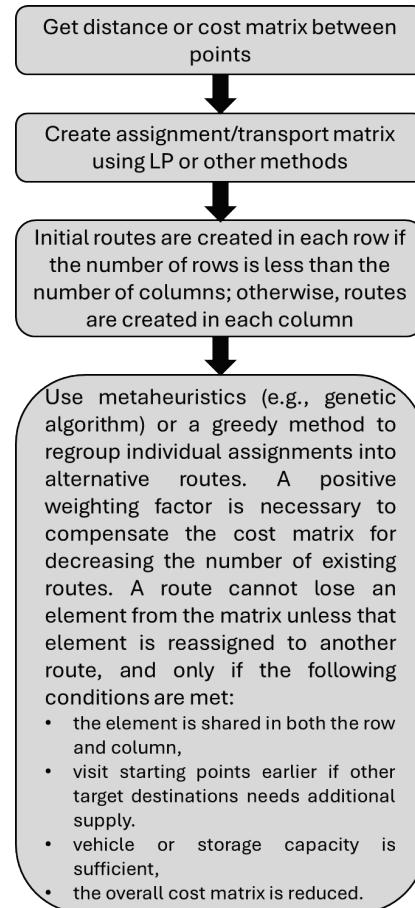 Get distance or cost matrix between
points
Create assignment/transport matrix
using LP or other methods
Initial routes are created in each row if
the number of rows is less than the
number of columns; otherwise, routes
are created in each column
Use metaheuristics (e.g., genetic
algorithm) or a greedy method to
regroup individual assignments into
alternative routes. A positive
weighting factor is necessary to
compensate the cost matrix for
decreasing the number of existing
routes. A route cannot lose an
element from the matrix unless that
element is reassigned to another
route, and only if the following
conditions are met:
• the element is shared in both the row
and column,
• visit starting points earlier if other
target destinations needs additional
supply.
• vehicle or storage capacity is
sufficient,
• the overall cost matrix is reduced.